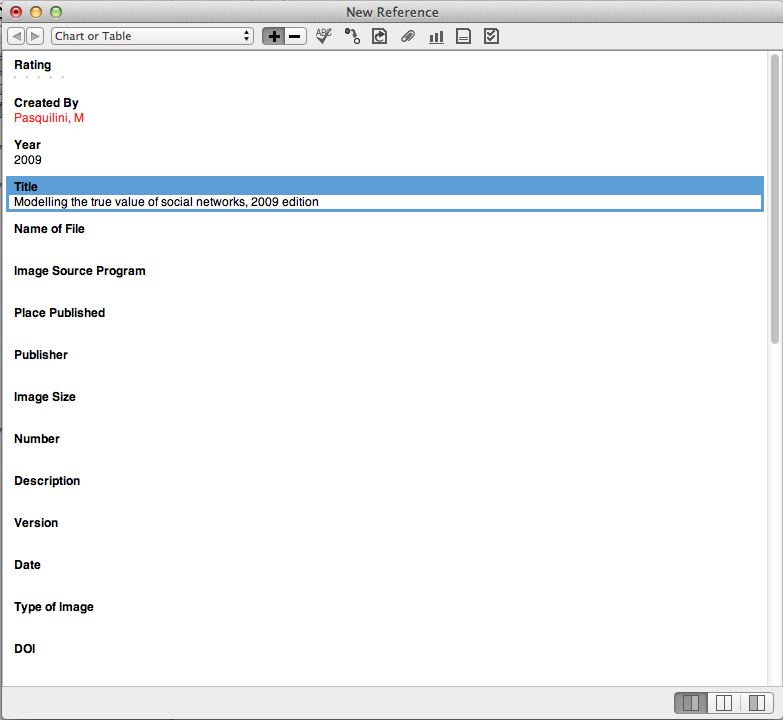 New Reference
Chart or Table
ABC
Rating
Created By
Pasquilini, M
Year
2009
Title
Modelling the true value of social networks, 2009 edition
Name of File
Image Source Program
Place Published
Publisher
Image Size
Number
Description
Version
Date
Type of Image
DOI